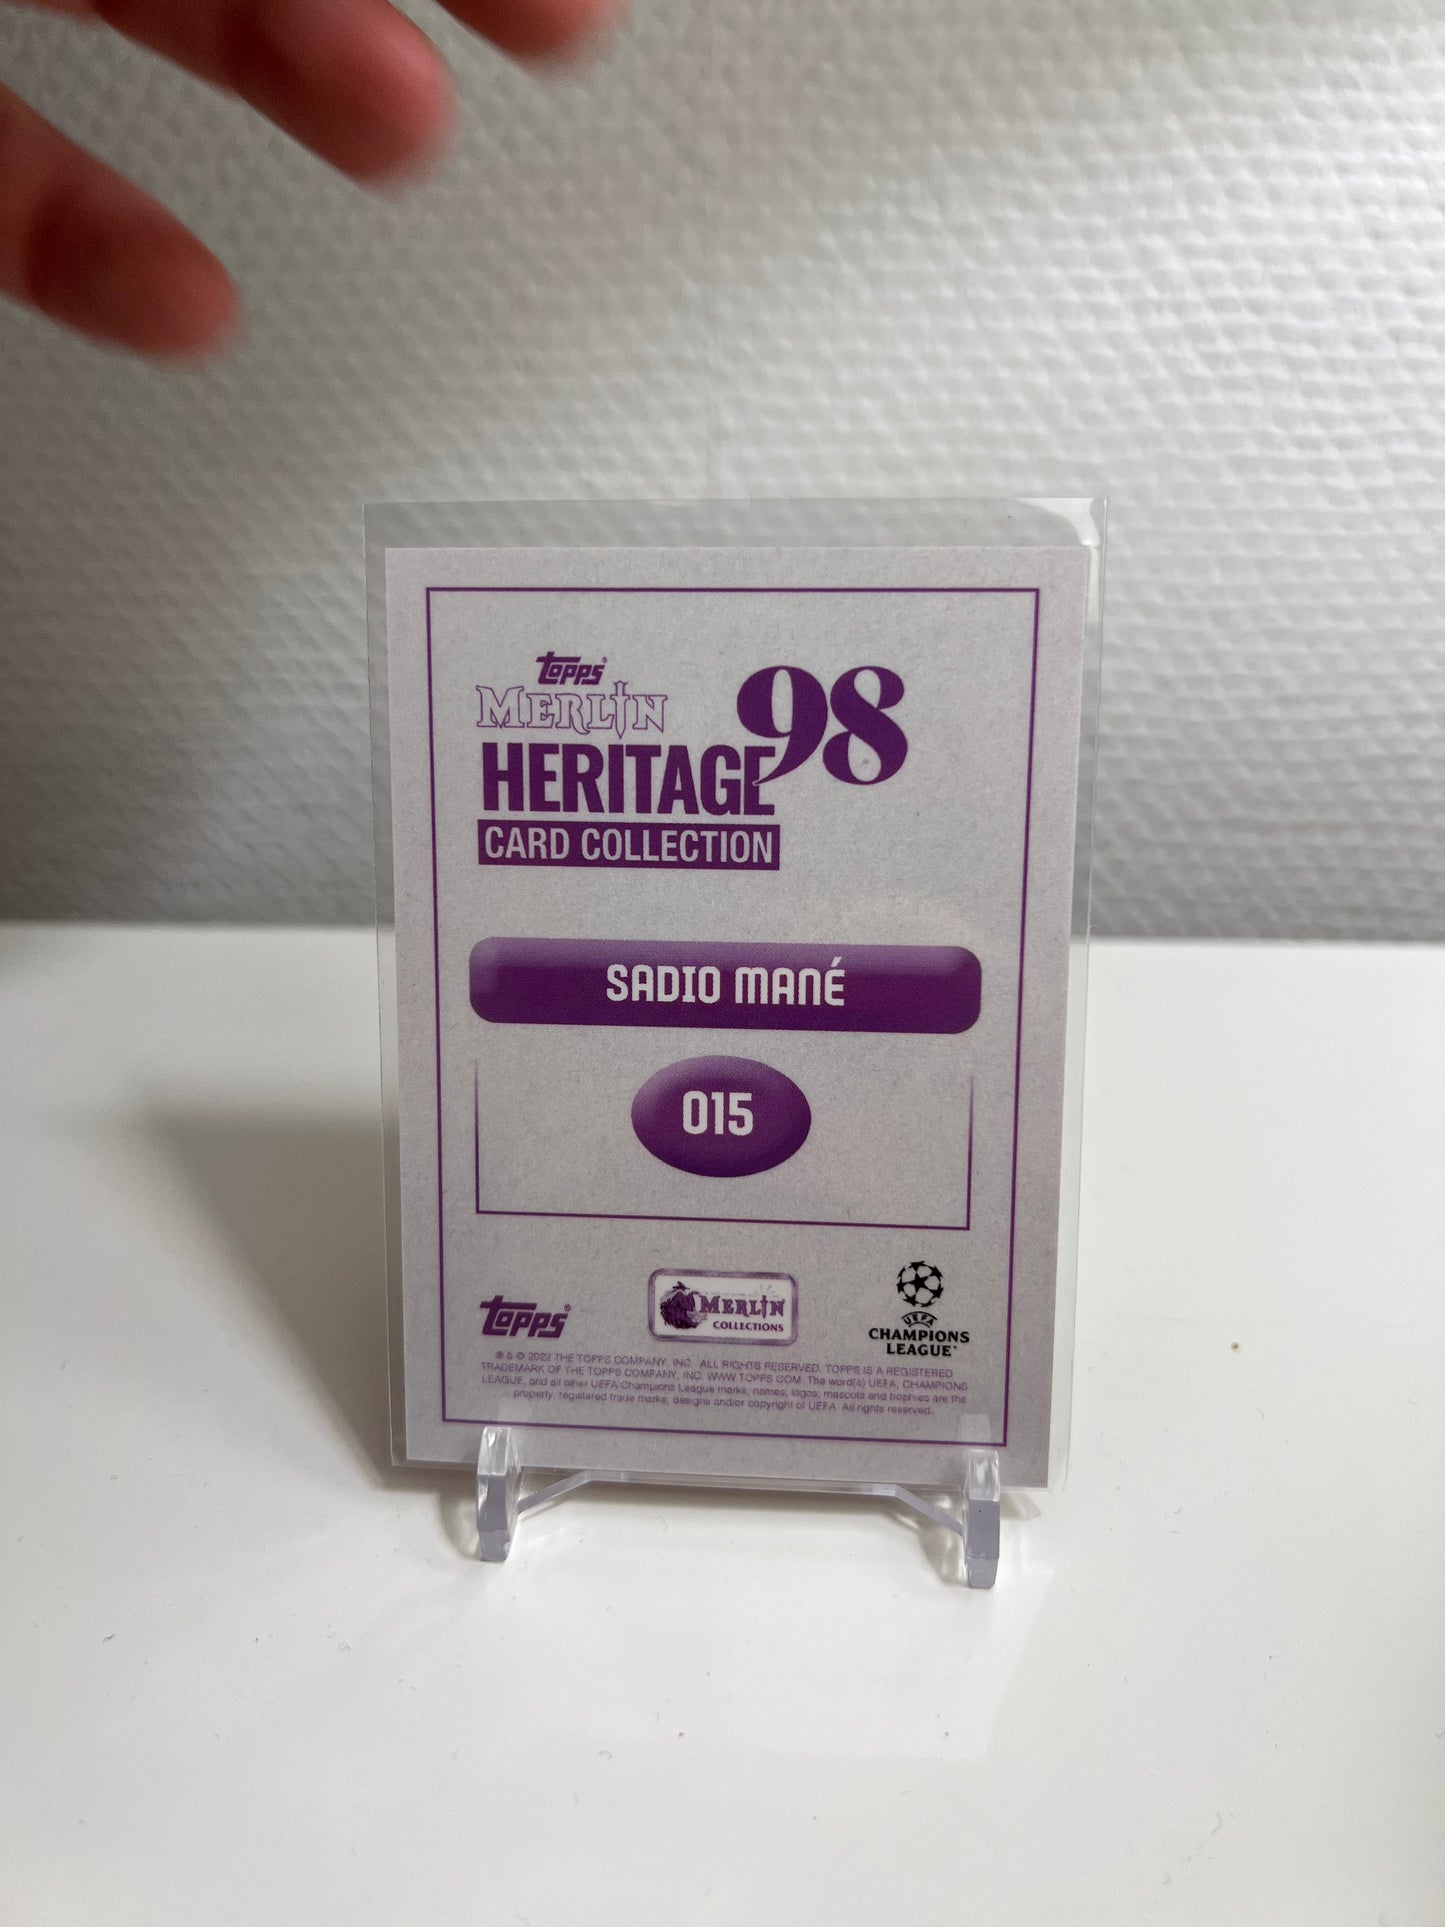 Topps®
MERLIN
HERITAGE 98
CARD COLLECTION
SADIO MANÉ
015
Topps®
MERLIN
COLLECTIONS
UEFA
CHAMPIONS
LEAGUE
® & © 2022 THE TOPPS COMPANY, INC. ALL RIGHTS RESERVED. TOPPS IS A REGISTERED
TRADEMARK OF THE TOPPS COMPANY, INC. WWW.TOPPS.COM. The word(s) UEFA, CHAMPIONS
LEAGUE, and all other UEFA Champions League marks, names, logos, mascots and trophies are the
property, registered trade marks, designs and/or copyright of UEFA. All rights reserved.